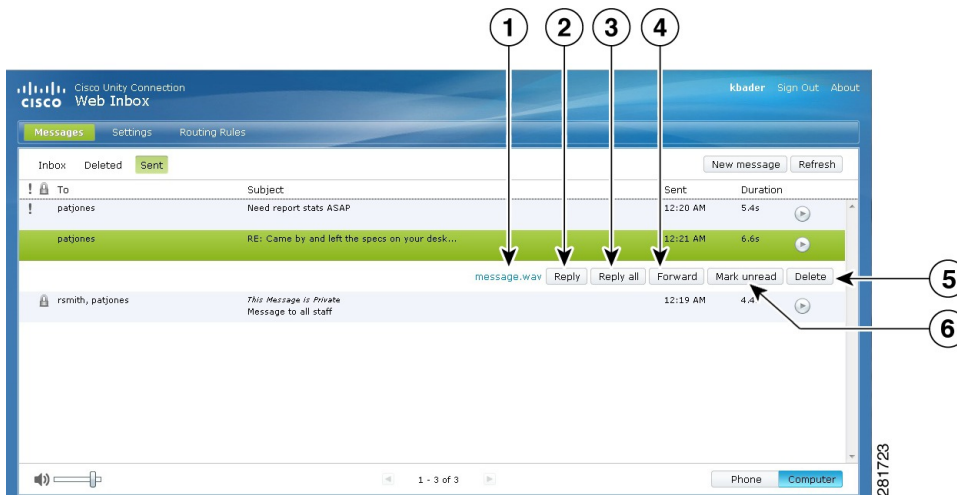 1 2 3 4
Cisco Unity Connection
CISCO Web Inbox
kbader Sign Out About
Messages Settings Routing Rules
Inbox Deleted Sent New message Refresh
! To Subject Sent Duration
! patjones Need report stats ASAP 12:20 AM 5.4s
patjones RE: Came by and left the specs on your desk... 12:21 AM 6.6s
message.wav Reply Reply all Forward Mark unread Delete 5
rsmith, patjones This Message is Private 12:19 AM 4.4
Message to all staff
6
1 - 3 of 3 Phone Computer
281723